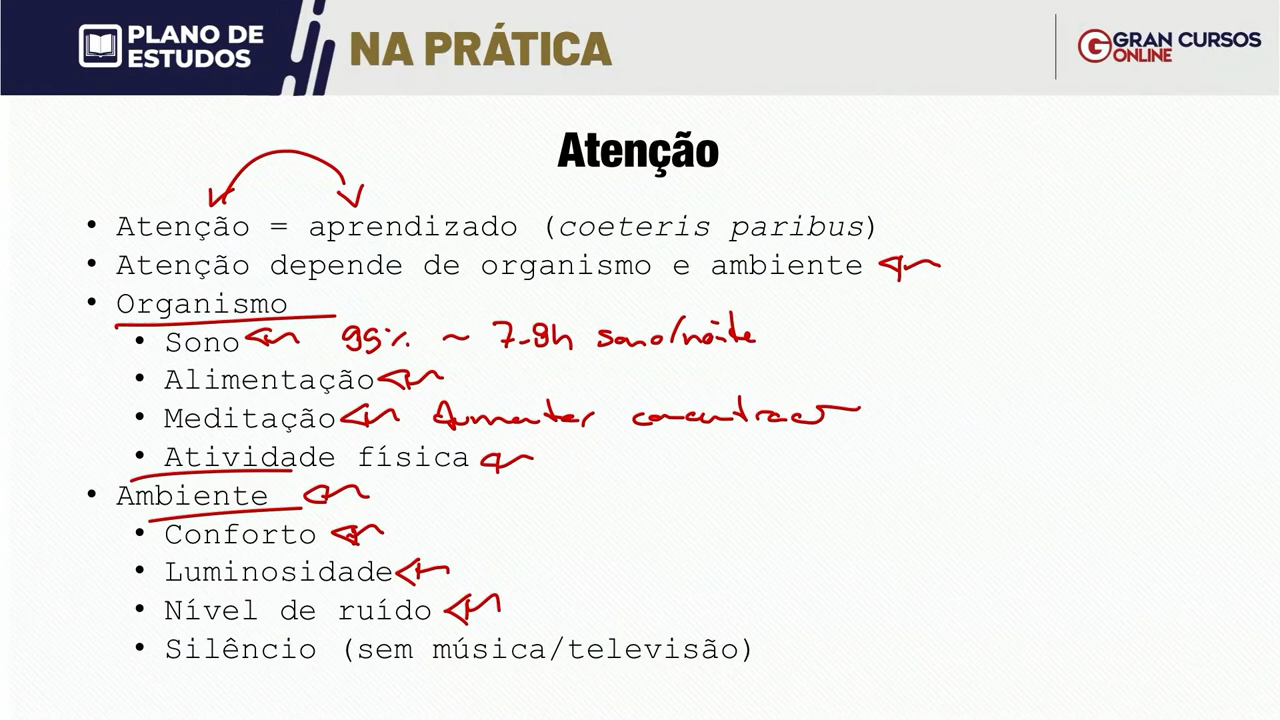 PLANO DE
ESTUDOS
NA PRÁTICA
GRAN CURSOS
ONLINE
Atenção
• Atenção = aprendizado (coeteris paribus)
• Atenção depende de organismo e ambiente
• Organismo
• Sono 95% ~ 7-9h sono/noite
• Alimentação
• Meditação Aumentar
• Atividade física
• Ambiente
• Conforto
• Luminosidade
• Nível de ruído
• Silêncio (sem música/televisão)